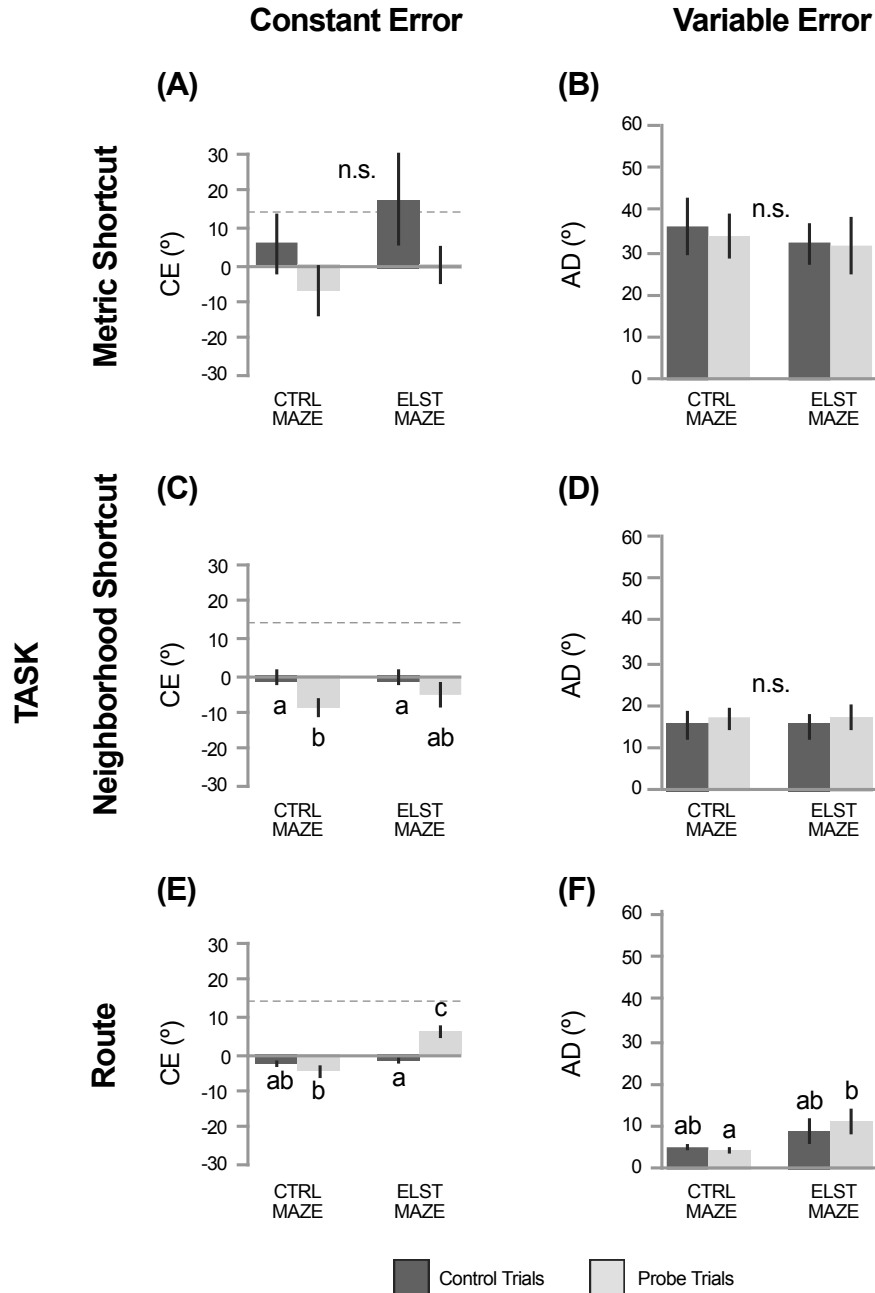 Constant Error
Variable Error
TASK
Metric Shortcut
(A)
30
20
10
0
-10
-20
-30
CE (º)
n.s.
CTRL
MAZE
ELST
MAZE
(B)
60
50
40
30
20
10
0
AD (º)
n.s.
CTRL
MAZE
ELST
MAZE
Neighborhood Shortcut
(C)
30
20
10
0
-10
-20
-30
CE (º)
a
b
a
ab
CTRL
MAZE
ELST
MAZE
(D)
60
50
40
30
20
10
0
AD (º)
n.s.
CTRL
MAZE
ELST
MAZE
Route
(E)
30
20
10
0
-10
-20
-30
CE (º)
ab
b
a
c
CTRL
MAZE
ELST
MAZE
(F)
60
50
40
30
20
10
0
AD (º)
ab
a
ab
b
CTRL
MAZE
ELST
MAZE
Control Trials
Probe Trials